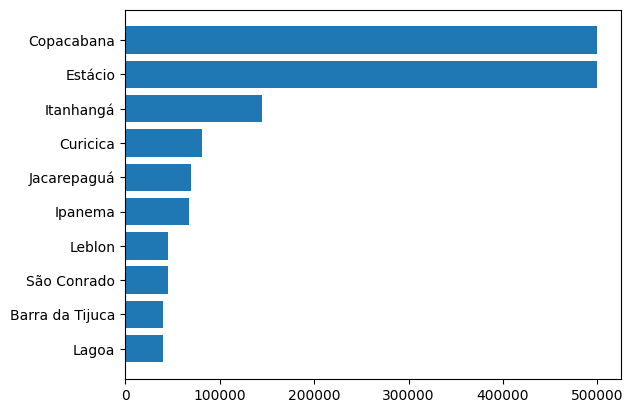 Copacabana
Estácio
Itanhangá
Curicica
Jacarepaguá
Ipanema
Leblon
São Conrado
Barra da Tijuca
Lagoa
0 100000 200000 300000 400000 500000